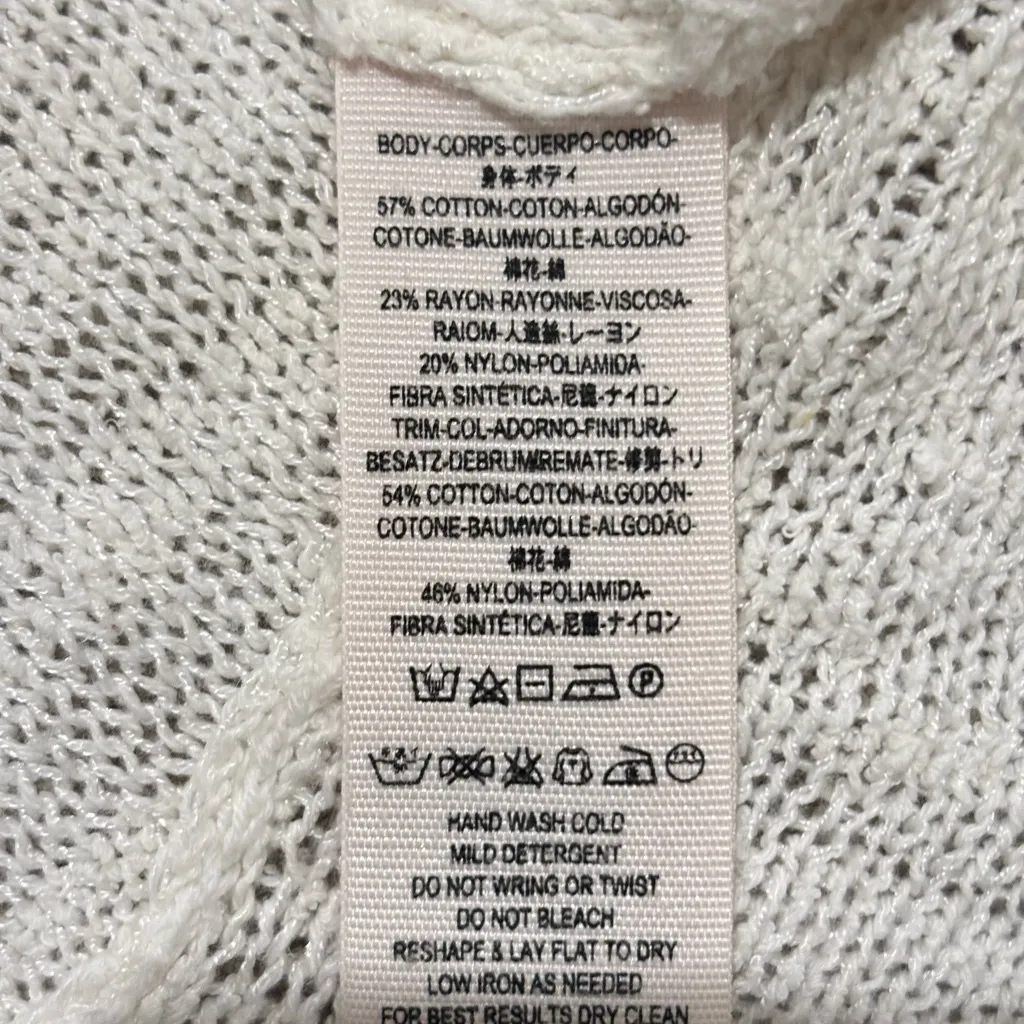 BODY-CORPS-CUERPO-CORPO-
身体-ボディ
57% COTTON-COTON-ALGODÓN-
COTONE-BAUMWOLLE-ALGODÃO-
棉花-綿
23% RAYON-RAYONNE-VISCOSA-
RAIOM-人造絲-レーヨン
20% NYLON-POLIAMIDA-
FIBRA SINTÉTICA-尼龍-ナイロン
TRIM-COL-ADORNO-FINITURA-
BESATZ-DEBRUM/REMATE-修剪-トリ
54% COTTON-COTON-ALGODÓN-
COTONE-BAUMWOLLE-ALGODÃO
棉花-綿
46% NYLON-POLIAMIDA-
FIBRA SINTÉTICA-尼龍-ナイロン
P
HAND WASH COLD
MILD DETERGENT
DO NOT WRING OR TWIST
DO NOT BLEACH
RESHAPE & LAY FLAT TO DRY
LOW IRON AS NEEDED
FOR BEST RESULTS DRY CLEAN